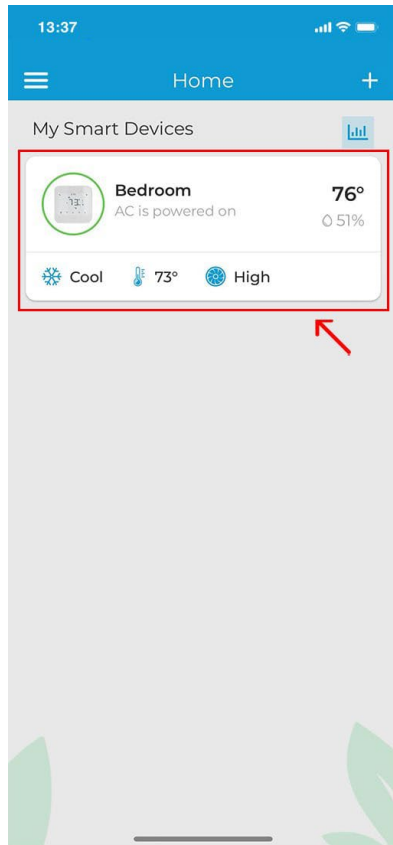 13:37
Home
My Smart Devices
Bedroom
76°
AC is powered on
51%
Cool
73°
High